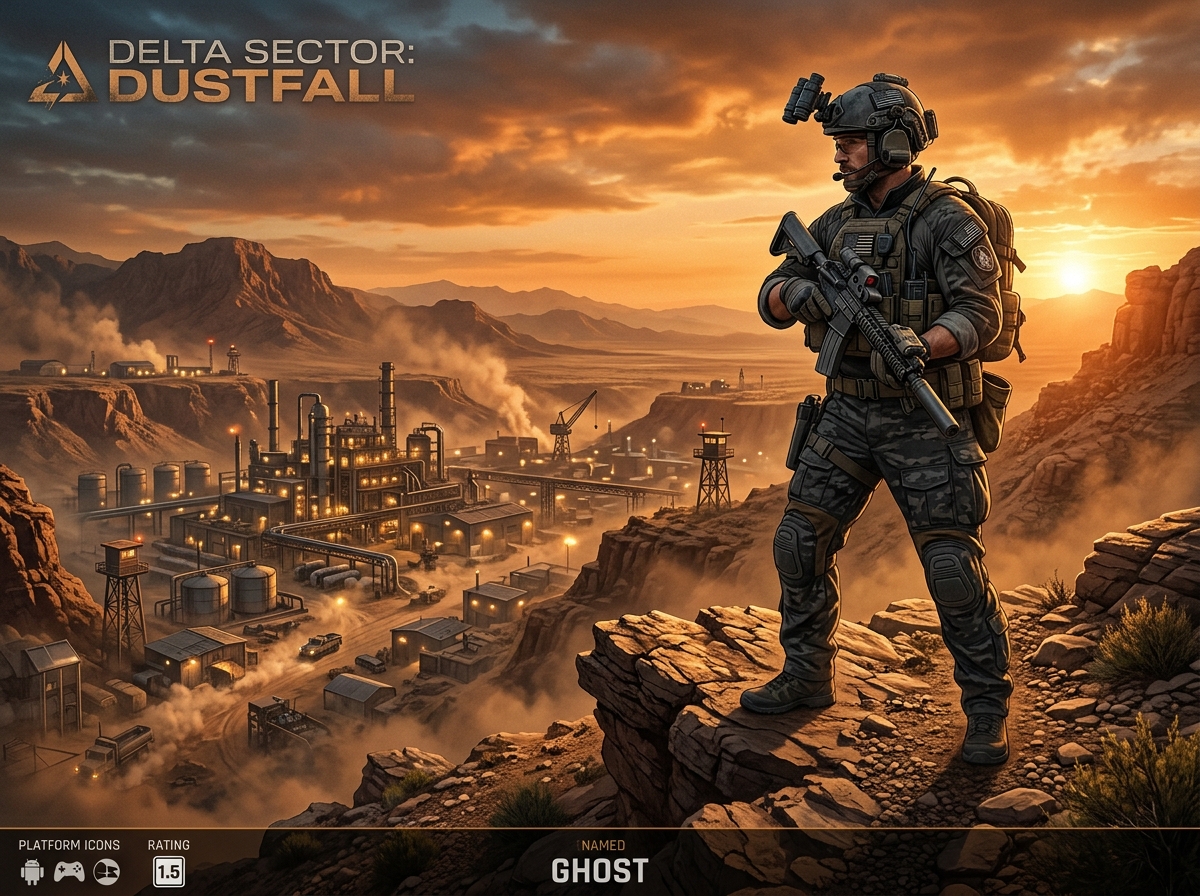 DELTA SECTOR:
DUSTFALL
PLATFORM ICONS
RATING
1.5
NAMED
GHOST